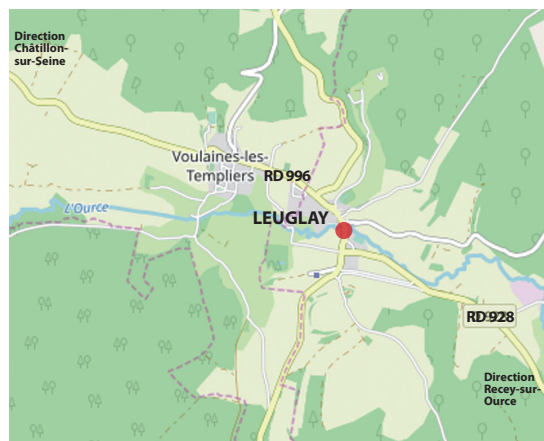 Direction
Châtillon-
sur-Seine
Voulaines-les-
Templiers
RD 996
L'Ource
LEUGLAY
RD 928
Direction
Recey-sur-
Ource